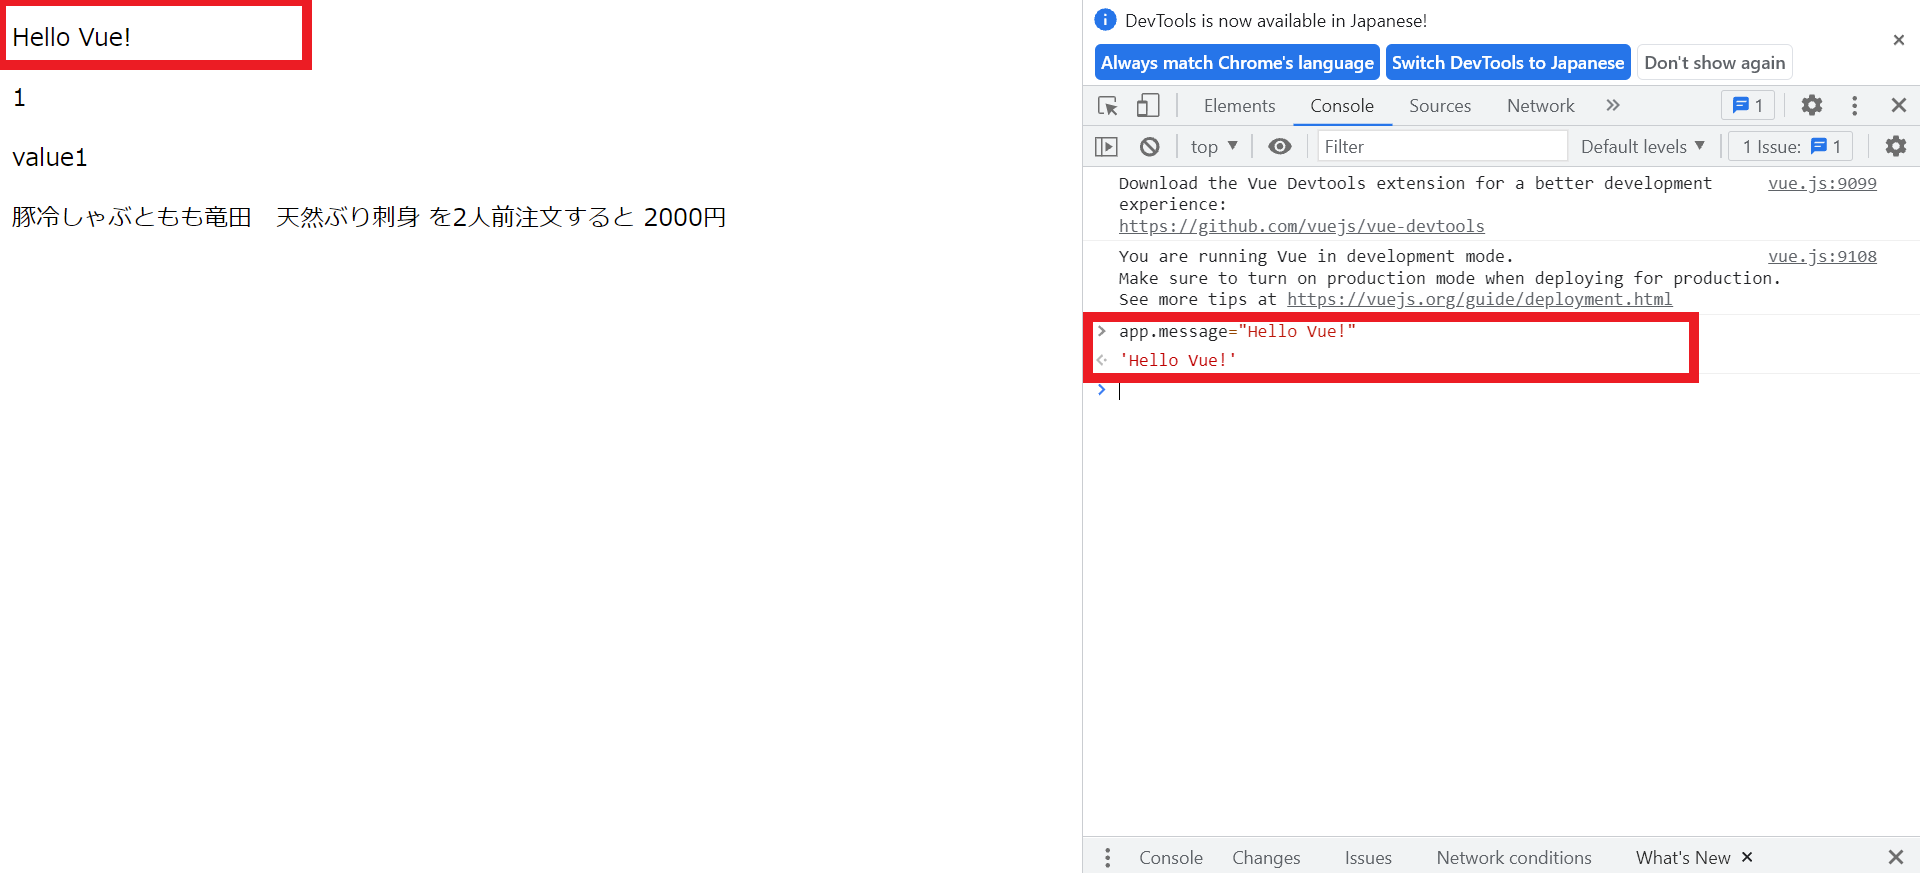 Hello Vue!
1
value1
豚冷しゃぶともも竜田　天然ぶり刺身 を2人前注文すると 2000円
DevTools is now available in Japanese!
Always match Chrome's language Switch DevTools to Japanese Don't show again
Elements Console Sources Network 1
top Filter Default levels 1 Issue: 1
Download the Vue Devtools extension for a better development vue.js:9099
experience:
https://github.com/vuejs/vue-devtools
You are running Vue in development mode. vue.js:9108
Make sure to turn on production mode when deploying for production.
See more tips at https://vuejs.org/guide/deployment.html
app.message="Hello Vue!"
'Hello Vue!'
Console Changes Issues Network conditions What's New